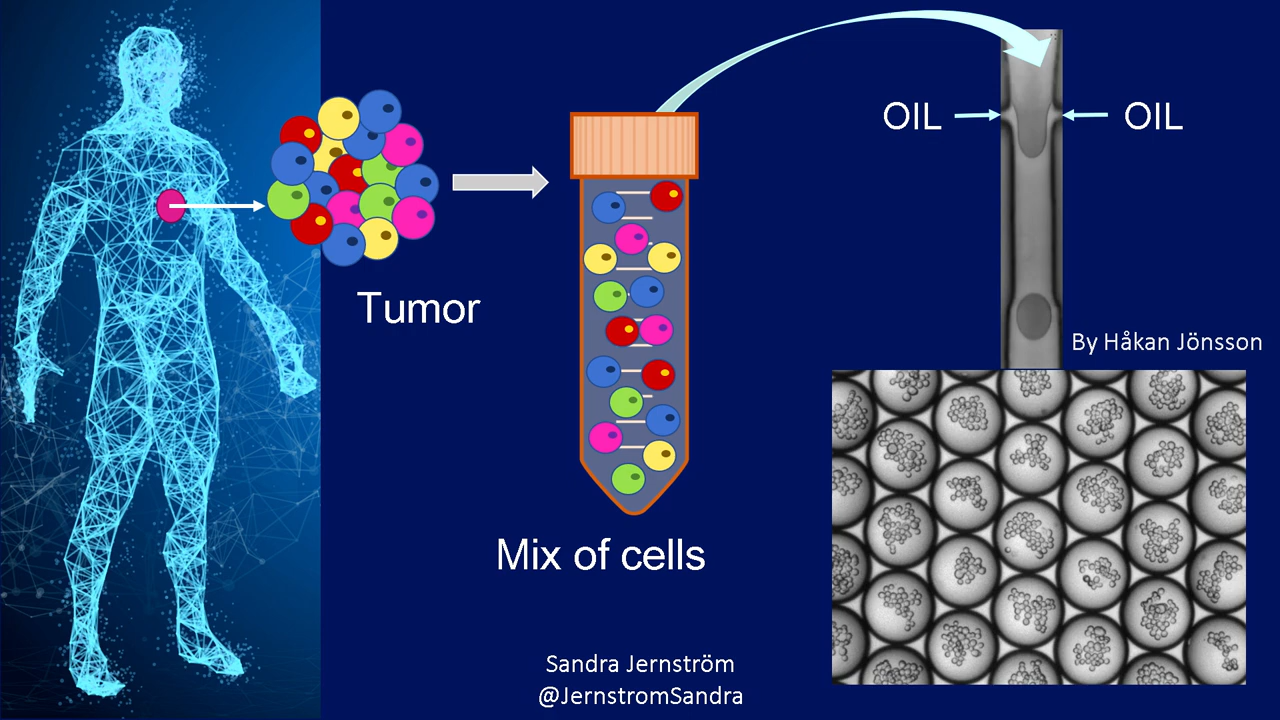 OIL
OIL
Tumor
By Håkan Jönsson
Mix of cells
Sandra Jernström
@JernstromSandra